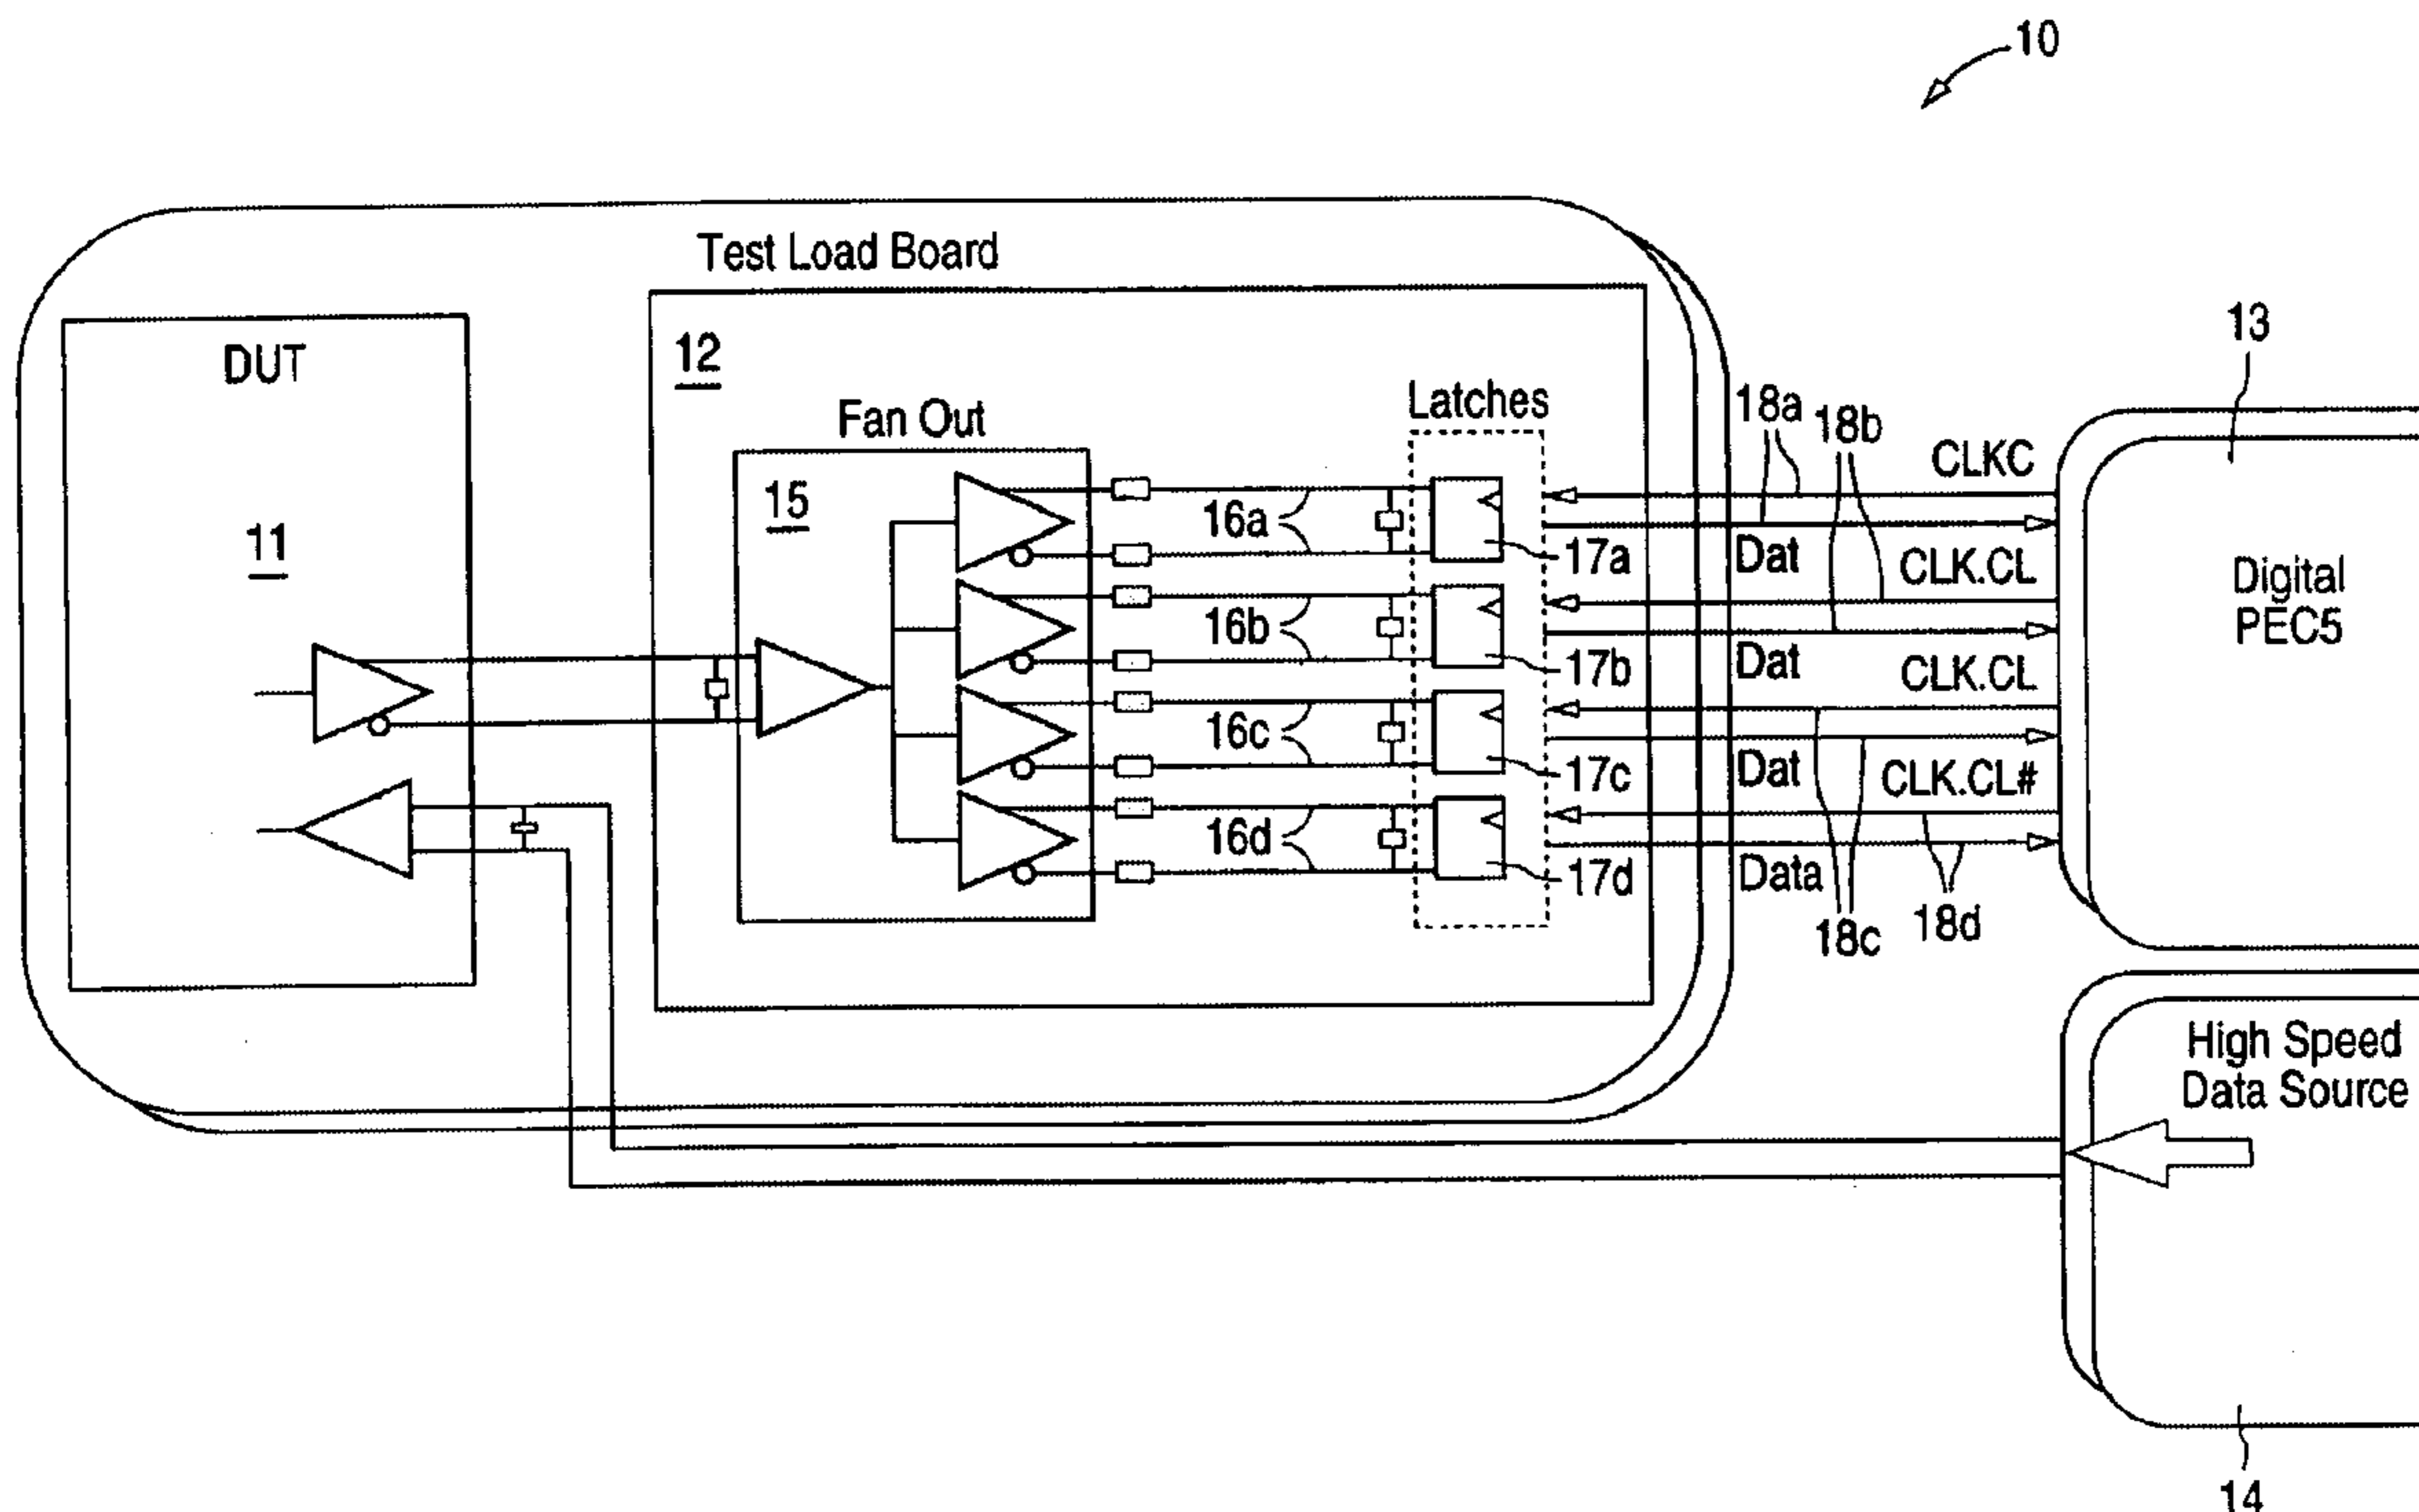 10
Test Load Board
DUT
11
12
Fan Out
15
16a
16b
16c
16d
Latches
17a
17b
17c
17d
18a
18b
CLKC
Dat
CLK.CL
Dat
CLK.CL
Dat
CLK.CL#
Data
18c
18d
13
Digital
PEC5
High Speed
Data Source
14